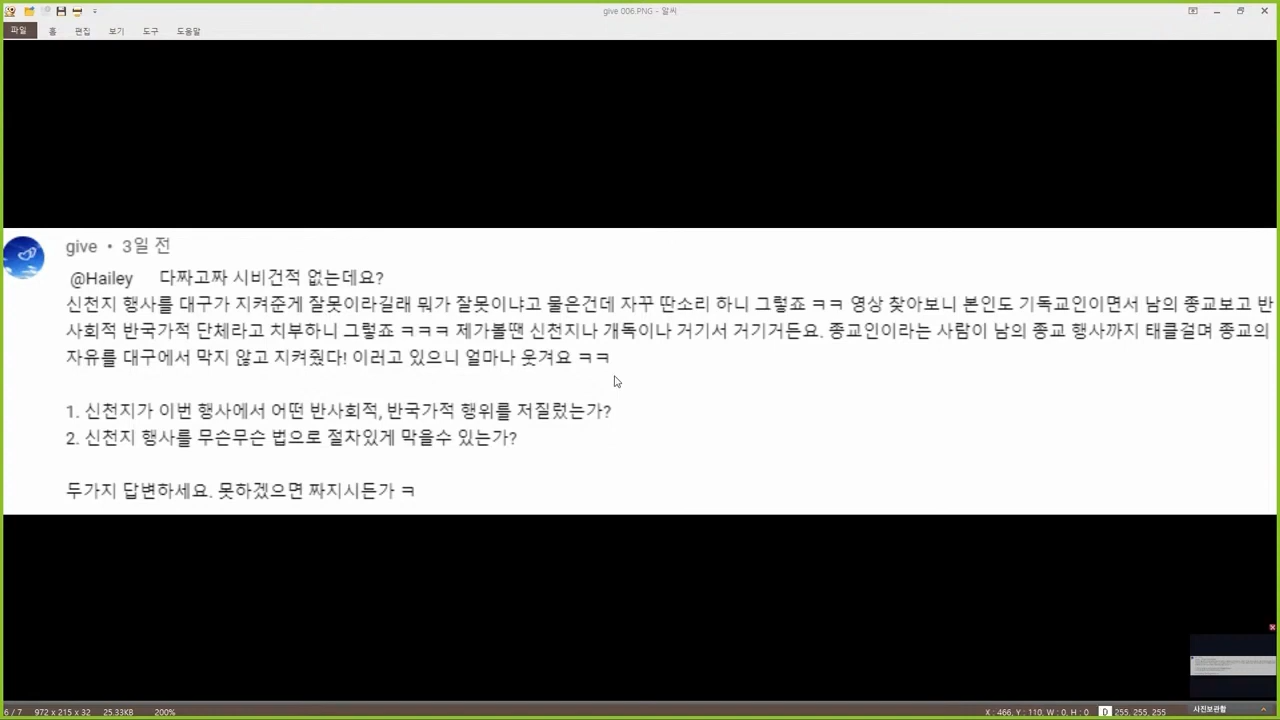 give 006.PNG - 알씨
파일 홈 편집 보기 도구 도움말
give • 3일 전
@Hailey 다짜고짜 시비건적 없는데요?
신천지 행사를 대구가 지켜준게 잘못이라길래 뭐가 잘못이냐고 물은건데 자꾸 딴소리 하니 그렇죠 ㅋㅋ 영상 찾아보니 본인도 기독교인이면서 남의 종교보고 반
사회적 반국가적 단체라고 치부하니 그렇죠 ㅋㅋㅋ 제가볼땐 신천지나 개독이나 거기서 거기거든요. 종교인이라는 사람이 남의 종교 행사까지 태클걸며 종교의
자유를 대구에서 막지 않고 지켜줬다! 이러고 있으니 얼마나 웃겨요 ㅋㅋ
1. 신천지가 이번 행사에서 어떤 반사회적, 반국가적 행위를 저질렀는가?
2. 신천지 행사를 무슨무슨 법으로 절차있게 막을수 있는가?
두가지 답변하세요. 못하겠으면 짜지시든가 ㅋ
6 / 7 972 x 215 x 32 25.33KB 200% X : 466, Y : 110, W : 0, H : 0 D 255, 255, 255 사진보관함